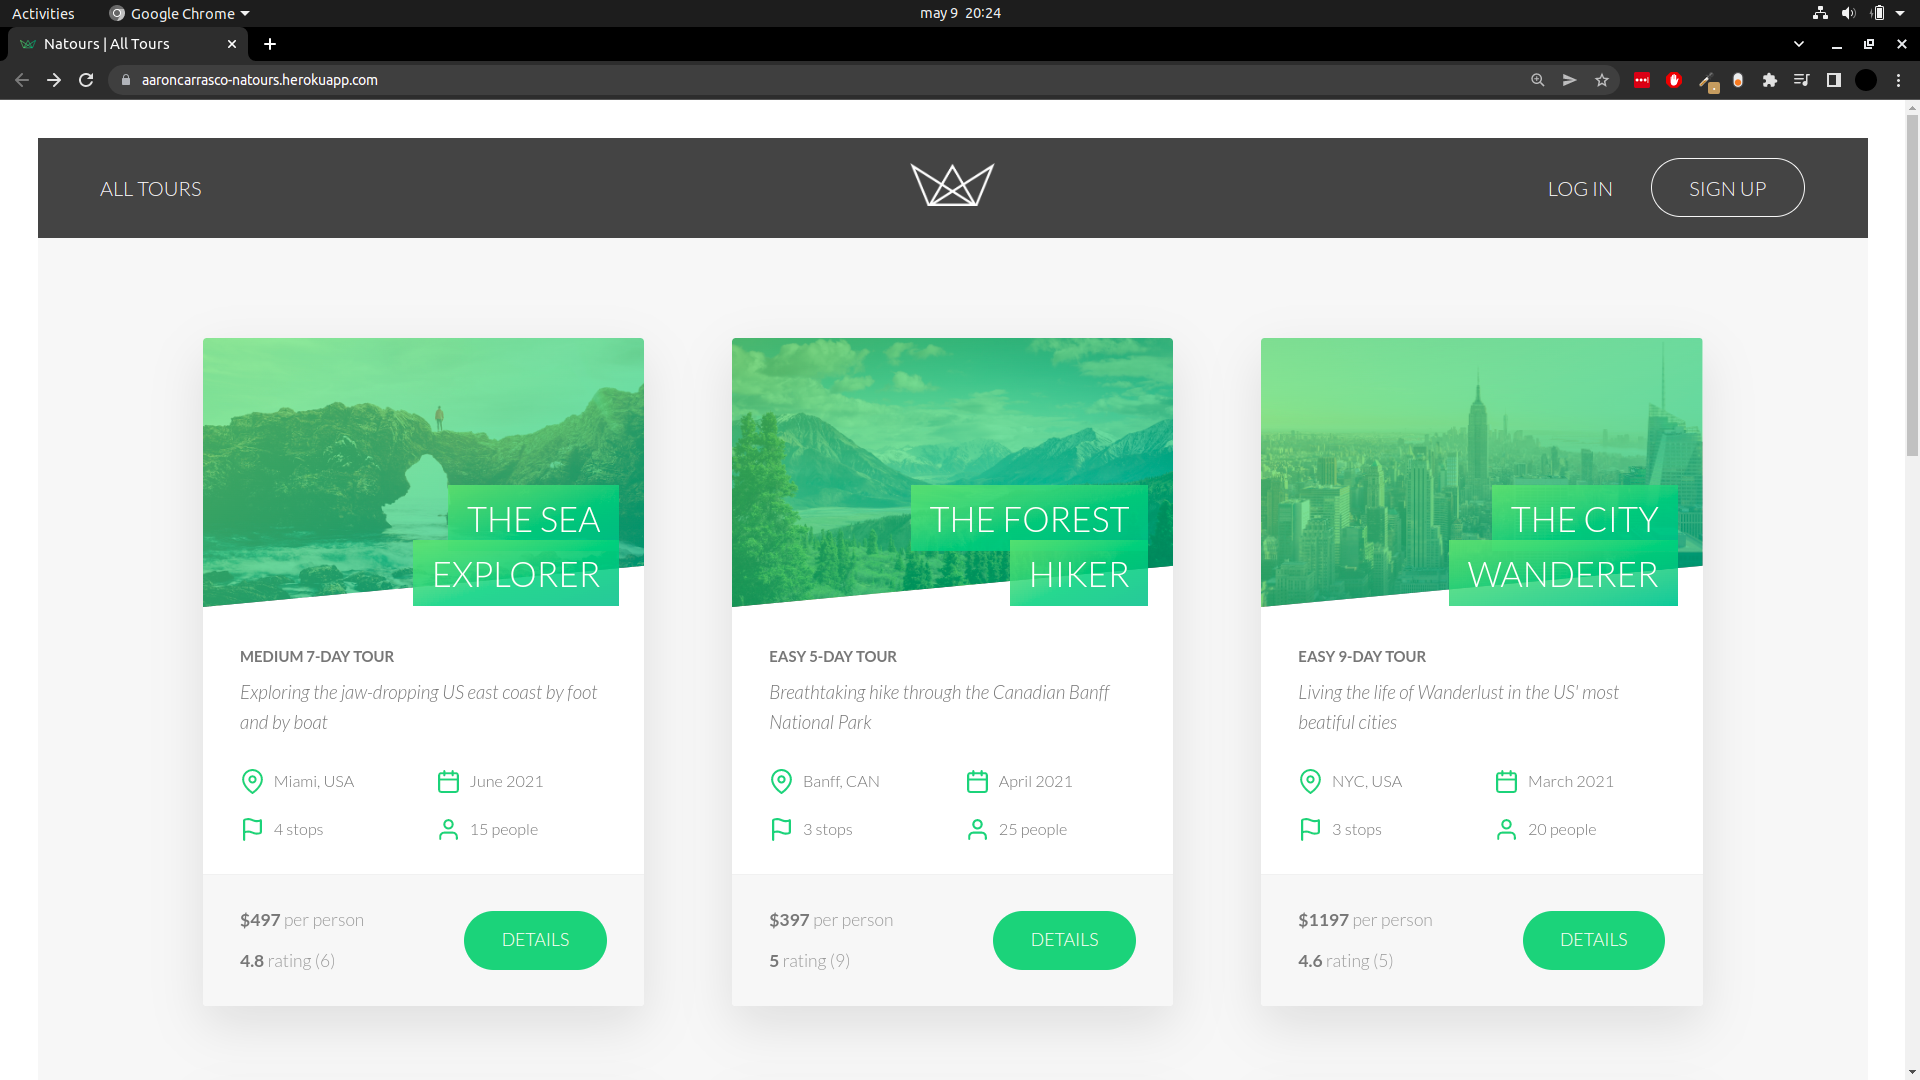 Activities
Google Chrome
may 9 20:24
Natours | All Tours
aaroncarrasco-natours.herokuapp.com
ALL TOURS
LOG IN
SIGN UP
THE SEA
EXPLORER
MEDIUM 7-DAY TOUR
Exploring the jaw-dropping US east coast by foot
and by boat
Miami, USA
June 2021
4 stops
15 people
$497 per person
4.8 rating (6)
DETAILS
THE FOREST
HIKER
EASY 5-DAY TOUR
Breathtaking hike through the Canadian Banff
National Park
Banff, CAN
April 2021
3 stops
25 people
$397 per person
5 rating (9)
DETAILS
THE CITY
WANDERER
EASY 9-DAY TOUR
Living the life of Wanderlust in the US' most
beatiful cities
NYC, USA
March 2021
3 stops
20 people
$1197 per person
4.6 rating (5)
DETAILS